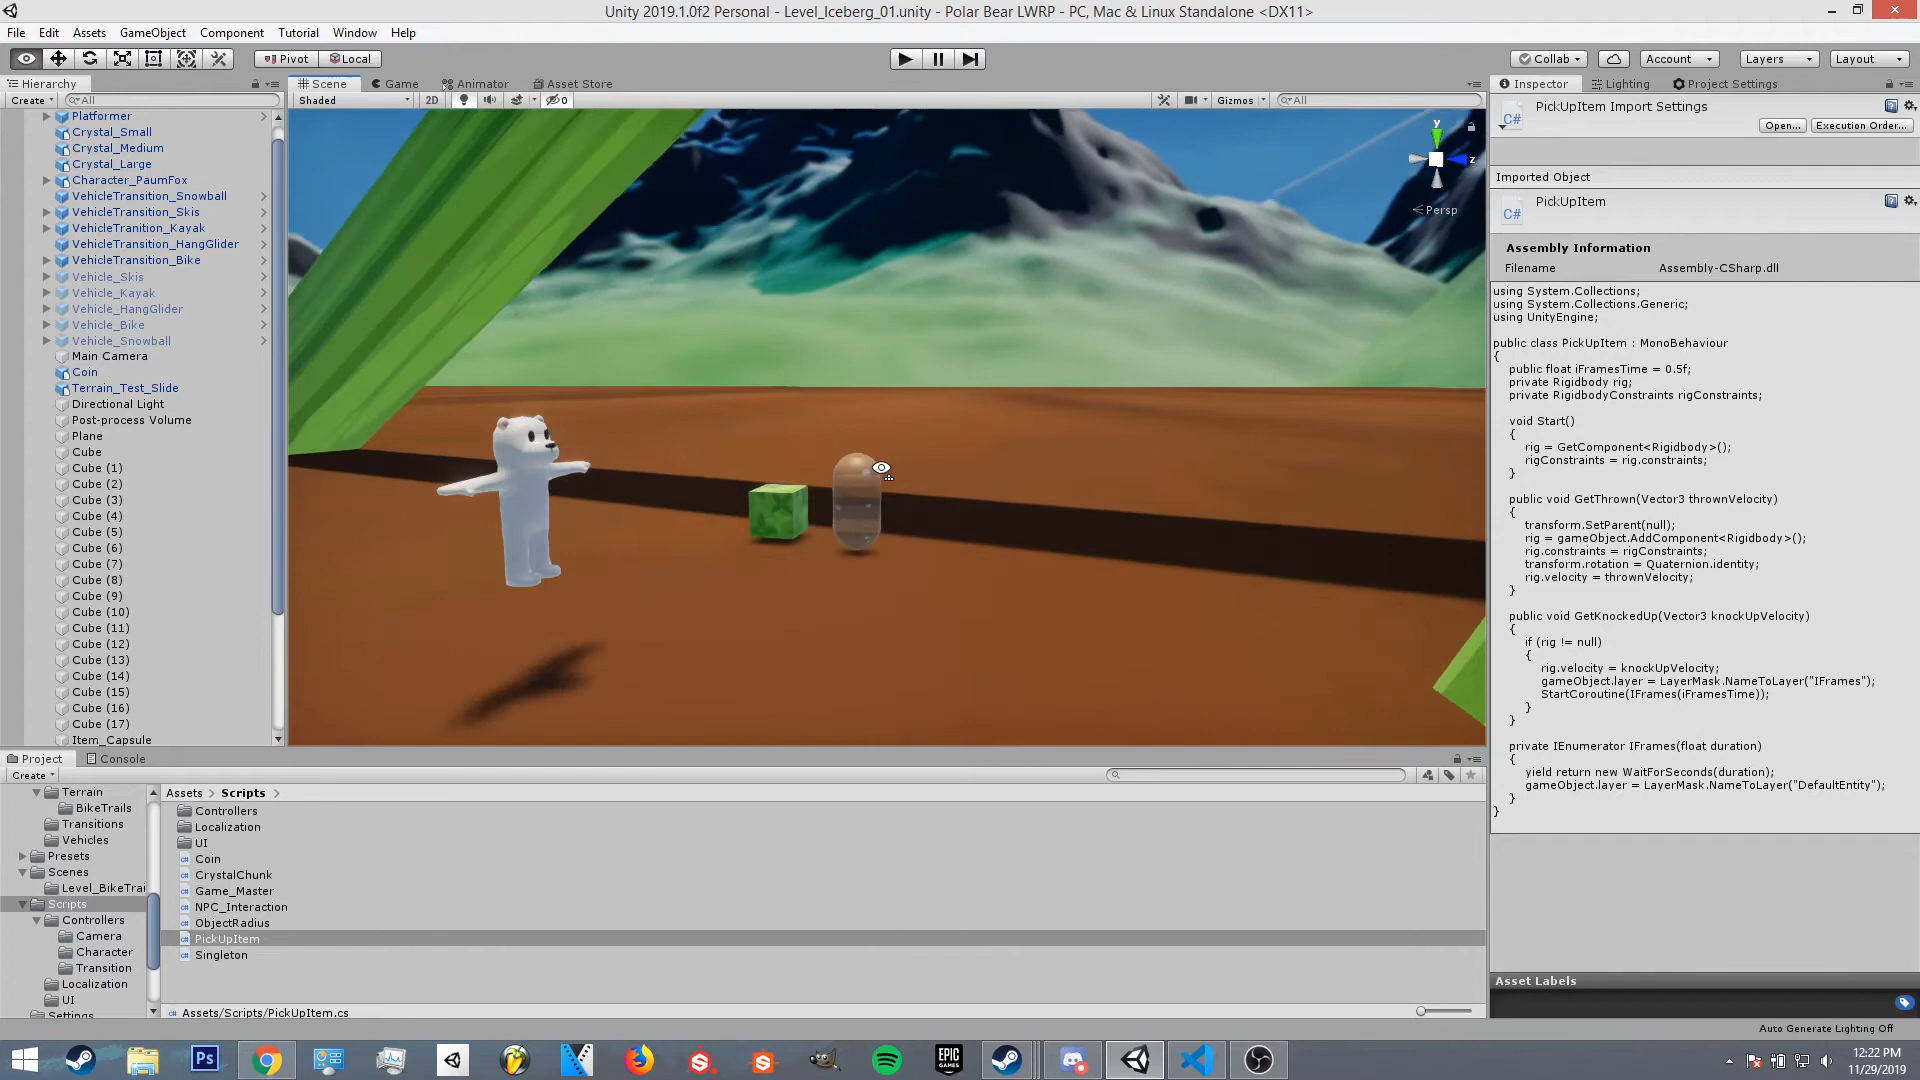 Unity 2019.1.0f2 Personal - Level_Iceberg_01.unity - Polar Bear LWRP - PC, Mac & Linux Standalone <DX11>
File Edit Assets GameObject Component Tutorial Window Help
Pivot Local Collab Account Layers Layout
Hierarchy Scene Game Animator Asset Store Inspector Lighting Project Settings
Create All Shaded 2D 0 Gizmos All
Platformer
Crystal_Small
Crystal_Medium
Crystal_Large
Character_PaumFox
VehicleTransition_Snowball
VehicleTransition_Skis
VehicleTranition_Kayak
VehicleTransition_HangGlider
VehicleTransition_Bike
Vehicle_Skis
Vehicle_Kayak
Vehicle_HangGlider
Vehicle_Bike
Vehicle_Snowball
Main Camera
Coin
Terrain_Test_Slide
Directional Light
Post-process Volume
Plane
Cube
Cube (1)
Cube (2)
Cube (3)
Cube (4)
Cube (5)
Cube (6)
Cube (7)
Cube (8)
Cube (9)
Cube (10)
Cube (11)
Cube (12)
Cube (13)
Cube (14)
Cube (15)
Cube (16)
Cube (17)
Item_Capsule
y
z
Persp
PickUpItem Import Settings
C#
Open... Execution Order...
Imported Object
C# PickUpItem
Assembly Information
Filename Assembly-CSharp.dll
using System.Collections;
using System.Collections.Generic;
using UnityEngine;
public class PickUpItem : MonoBehaviour
{
public float iFramesTime = 0.5f;
private Rigidbody rig;
private RigidbodyConstraints rigConstraints;
void Start()
{
rig = GetComponent<Rigidbody>();
rigConstraints = rig.constraints;
}
public void GetThrown(Vector3 thrownVelocity)
{
transform.SetParent(null);
rig = gameObject.AddComponent<Rigidbody>();
rig.constraints = rigConstraints;
transform.rotation = Quaternion.identity;
rig.velocity = thrownVelocity;
}
public void GetKnockedUp(Vector3 knockUpVelocity)
{
if (rig != null)
{
rig.velocity = knockUpVelocity;
gameObject.layer = LayerMask.NameToLayer("IFrames");
StartCoroutine(IFrames(iFramesTime));
}
}
private IEnumerator IFrames(float duration)
{
yield return new WaitForSeconds(duration);
gameObject.layer = LayerMask.NameToLayer("DefaultEntity");
}
}
Asset Labels
Project Console
Create
Terrain
BikeTrails
Transitions
Vehicles
Presets
Scenes
Level_BikeTrai
Scripts
Controllers
Camera
Character
Transition
Localization
UI
Settings
Assets > Scripts >
Controllers
Localization
UI
Coin
CrystalChunk
Game_Master
NPC_Interaction
ObjectRadius
PickUpItem
Singleton
Assets/Scripts/PickUpItem.cs
Auto Generate Lighting Off
Ps
EPIC GAMES
12:22 PM
11/29/2019